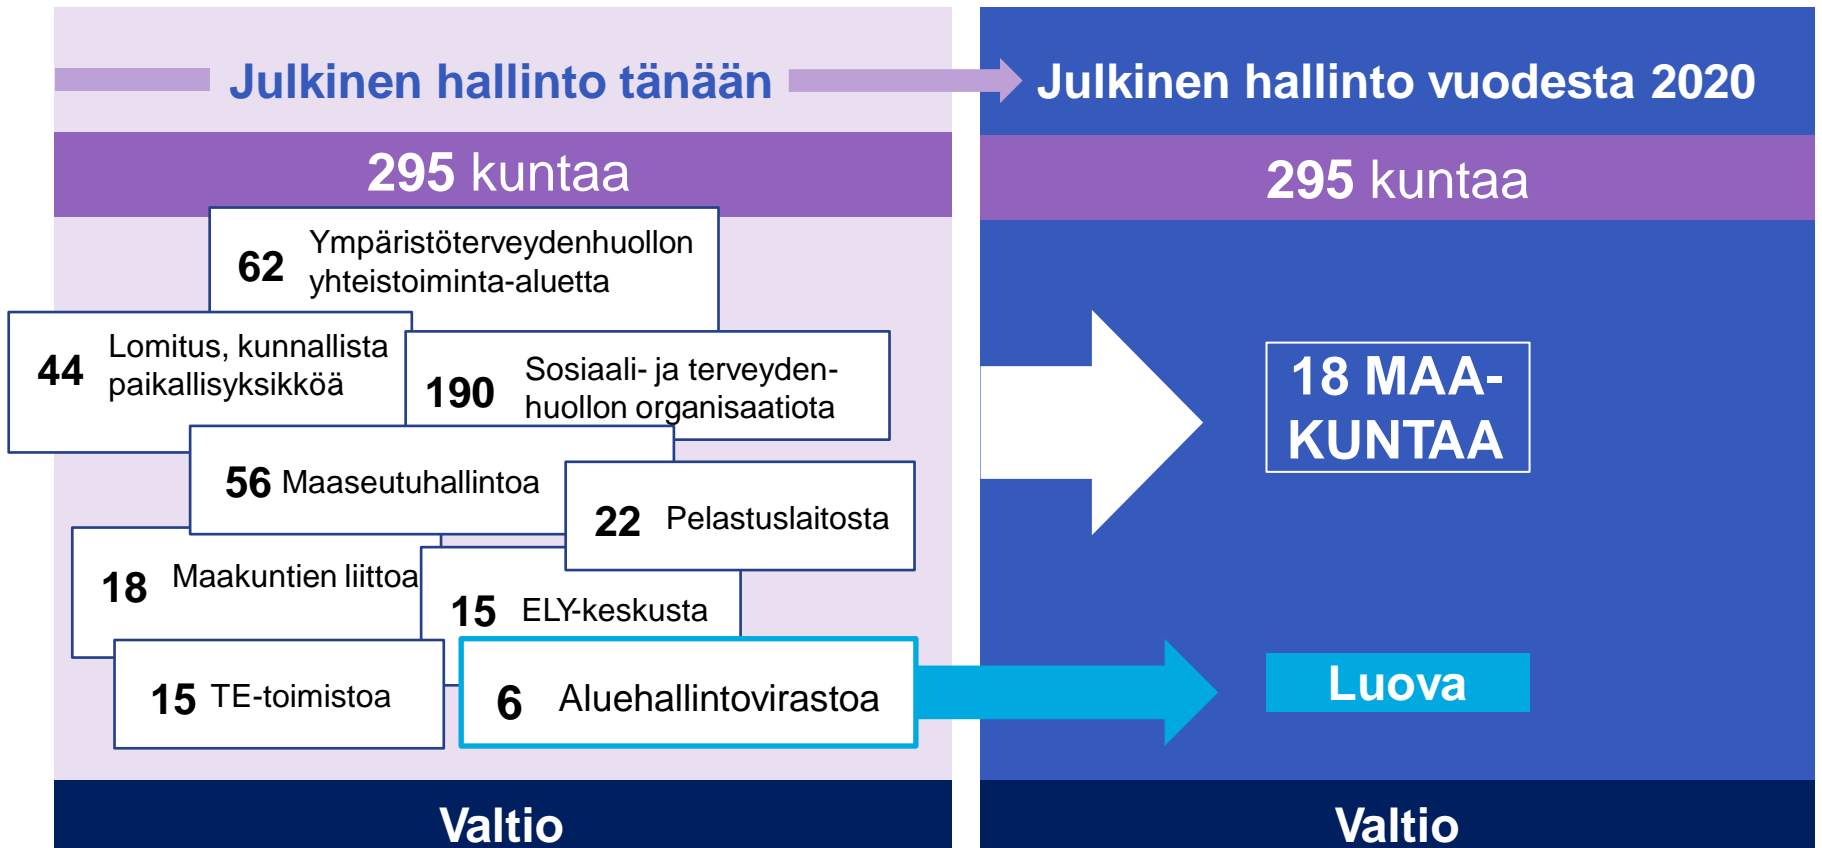 Julkinen hallinto tänään
295 kuntaa
62 Ympäristöterveydenhuollon
yhteistoiminta-aluetta
44 Lomitus, kunnallista
paikallisyksikköä
190 Sosiaali- ja terveyden-
huollon organisaatiota
56 Maaseutuhallintoa
22 Pelastuslaitosta
18 Maakuntien liittoa
15 ELY-keskusta
15 TE-toimistoa
6 Aluehallintovirastoa
Valtio
Julkinen hallinto vuodesta 2020
295 kuntaa
18 MAA-
KUNTAA
Luova
Valtio